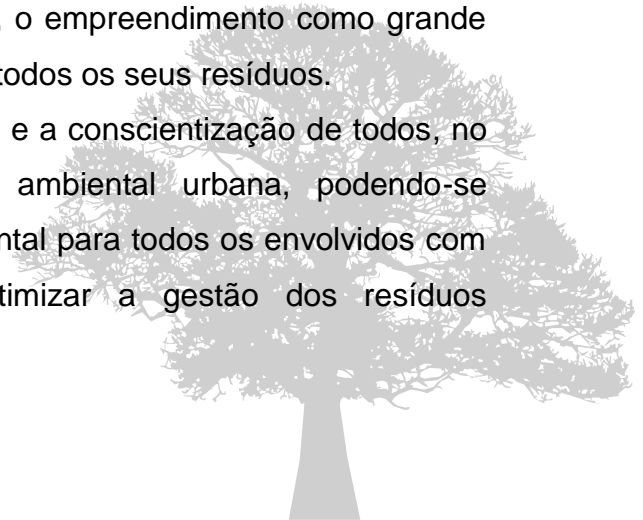 , o empreendimento como grande
todos os seus resíduos.
e a conscientização de todos, no
ambiental urbana, podendo-se
ntal para todos os envolvidos com
timizar a gestão dos resíduos